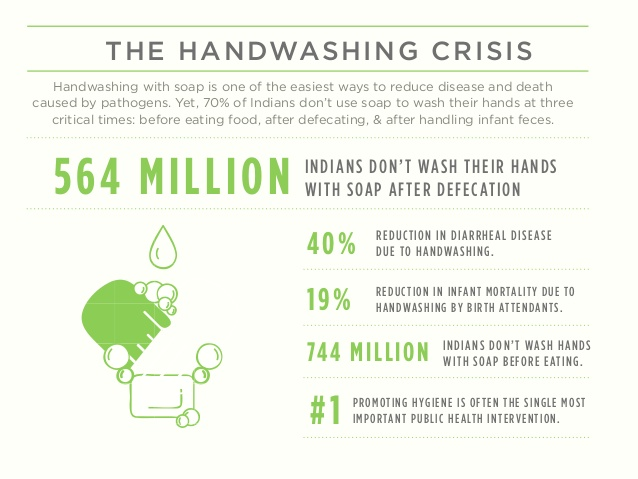 THE HANDWASHING CRISIS
Handwashing with soap is one of the easiest ways to reduce disease and death
caused by pathogens. Yet, 70% of Indians don't use soap to wash their hands at three
critical times: before eating food, after defecating, & after handling infant feces.
564 MILLION
INDIANS DON'T WASH THEIR HANDS
WITH SOAP AFTER DEFECATION
40%
REDUCTION IN DIARRHEAL DISEASE
DUE TO HANDWASHING.
19%
REDUCTION IN INFANT MORTALITY DUE TO
HANDWASHING BY BIRTH ATTENDANTS.
744 MILLION
INDIANS DON'T WASH HANDS
WITH SOAP BEFORE EATING.
#1
PROMOTING HYGIENE IS OFTEN THE SINGLE MOST
IMPORTANT PUBLIC HEALTH INTERVENTION.